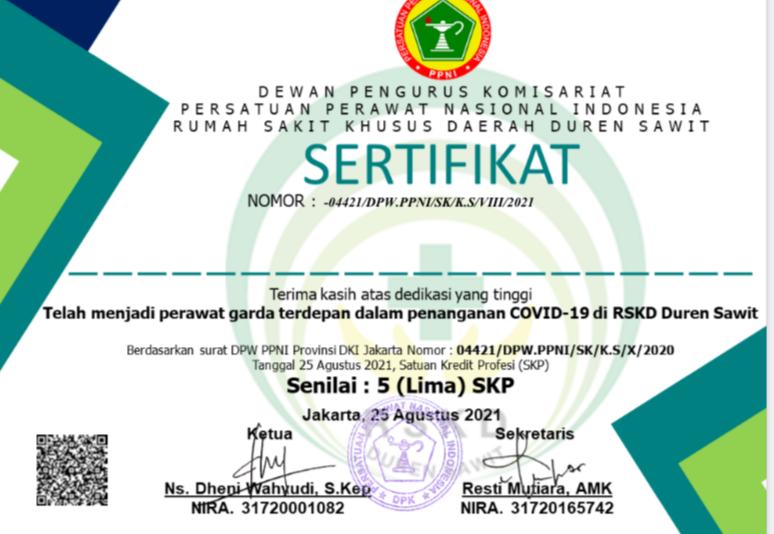 PERSATUAN PERAWAT NASIONAL INDONESIA
PPNI
DEWAN PENGURUS KOMISARIAT
PERSATUAN PERAWAT NASIONAL INDONESIA
RUMAH SAKIT KHUSUS DAERAH DUREN SAWIT
SERTIFIKAT
NOMOR : -04421/DPW.PPNI/SK/K.S/VIII/2021
Terima kasih atas dedikasi yang tinggi
Telah menjadi perawat garda terdepan dalam penanganan COVID-19 di RSKD Duren Sawit
Berdasarkan surat DPW PPNI Provinsi DKI Jakarta Nomor : 04421/DPW.PPNI/SK/K.S/X/2020
Tanggal 25 Agustus 2021, Satuan Kredit Profesi (SKP)
Senilai : 5 (Lima) SKP
Jakarta, 25 Agustus 2021
Ketua Sekretaris
RSKD
DUREN SAWIT
PERSATUAN PERAWAT NASIONAL INDONESIA
DPK
Ns. Dheni Wahyudi, S.Kep Resti Mutiara, AMK
NIRA. 31720001082 NIRA. 31720165742